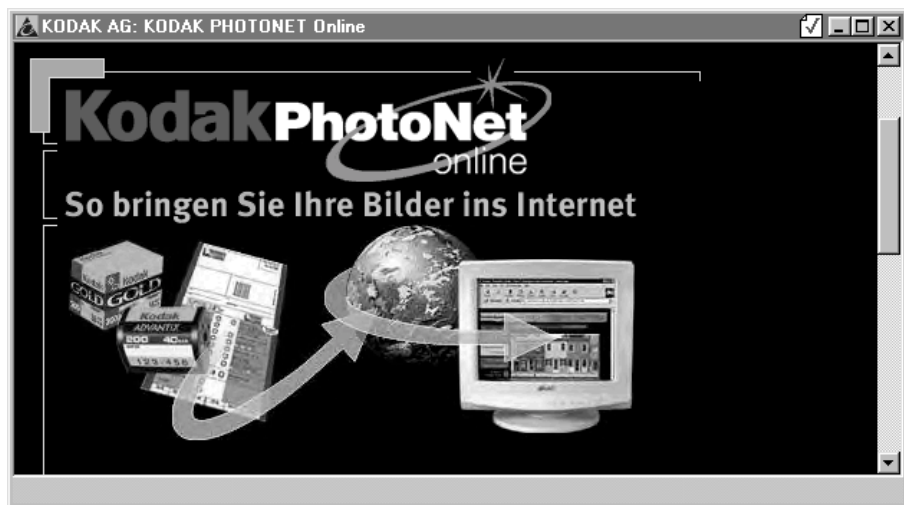 KODAK AG: KODAK PHOTONET Online
Kodak PhotoNet
online
So bringen Sie Ihre Bilder ins Internet
Kodak
GOLD
GOLD
200
Kodak
ADVANTIX
200 40
123-456